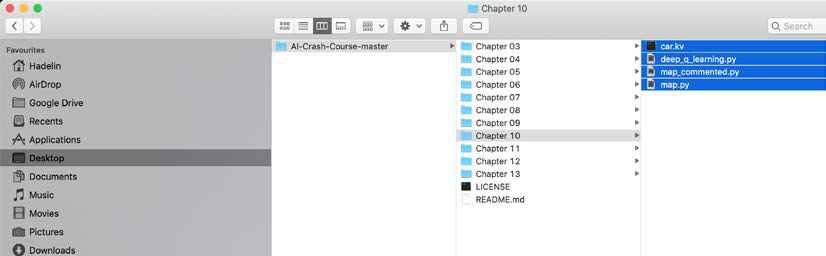 Chapter 10
Search
Favourites
Hadelin
AirDrop
Google Drive
Recents
Applications
Desktop
Documents
Music
Movies
Pictures
Downloads
AI-Crash-Course-master
Chapter 03
Chapter 04
Chapter 05
Chapter 06
Chapter 07
Chapter 08
Chapter 09
Chapter 10
Chapter 11
Chapter 12
Chapter 13
LICENSE
README.md
car.kv
deep_q_learning.py
map_commented.py
map.py